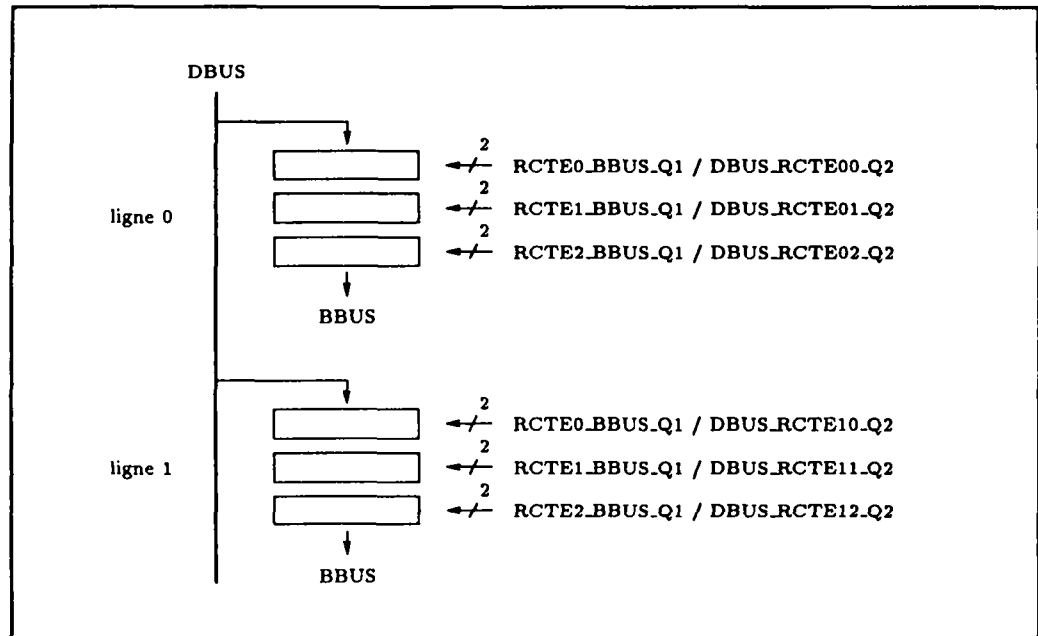 DBUS
2
RCTE0_BBUS_Q1 / DBUS_RCTE00_Q2
2
ligne 0
RCTE1_BBUS_Q1 / DBUS_RCTE01_Q2
2
RCTE2_BBUS_Q1 / DBUS_RCTE02_Q2
BBUS
2
RCTE0_BBUS_Q1 / DBUS_RCTE10_Q2
2
ligne 1
RCTE1_BBUS_Q1 / DBUS_RCTE11_Q2
2
RCTE2_BBUS_Q1 / DBUS_RCTE12_Q2
BBUS